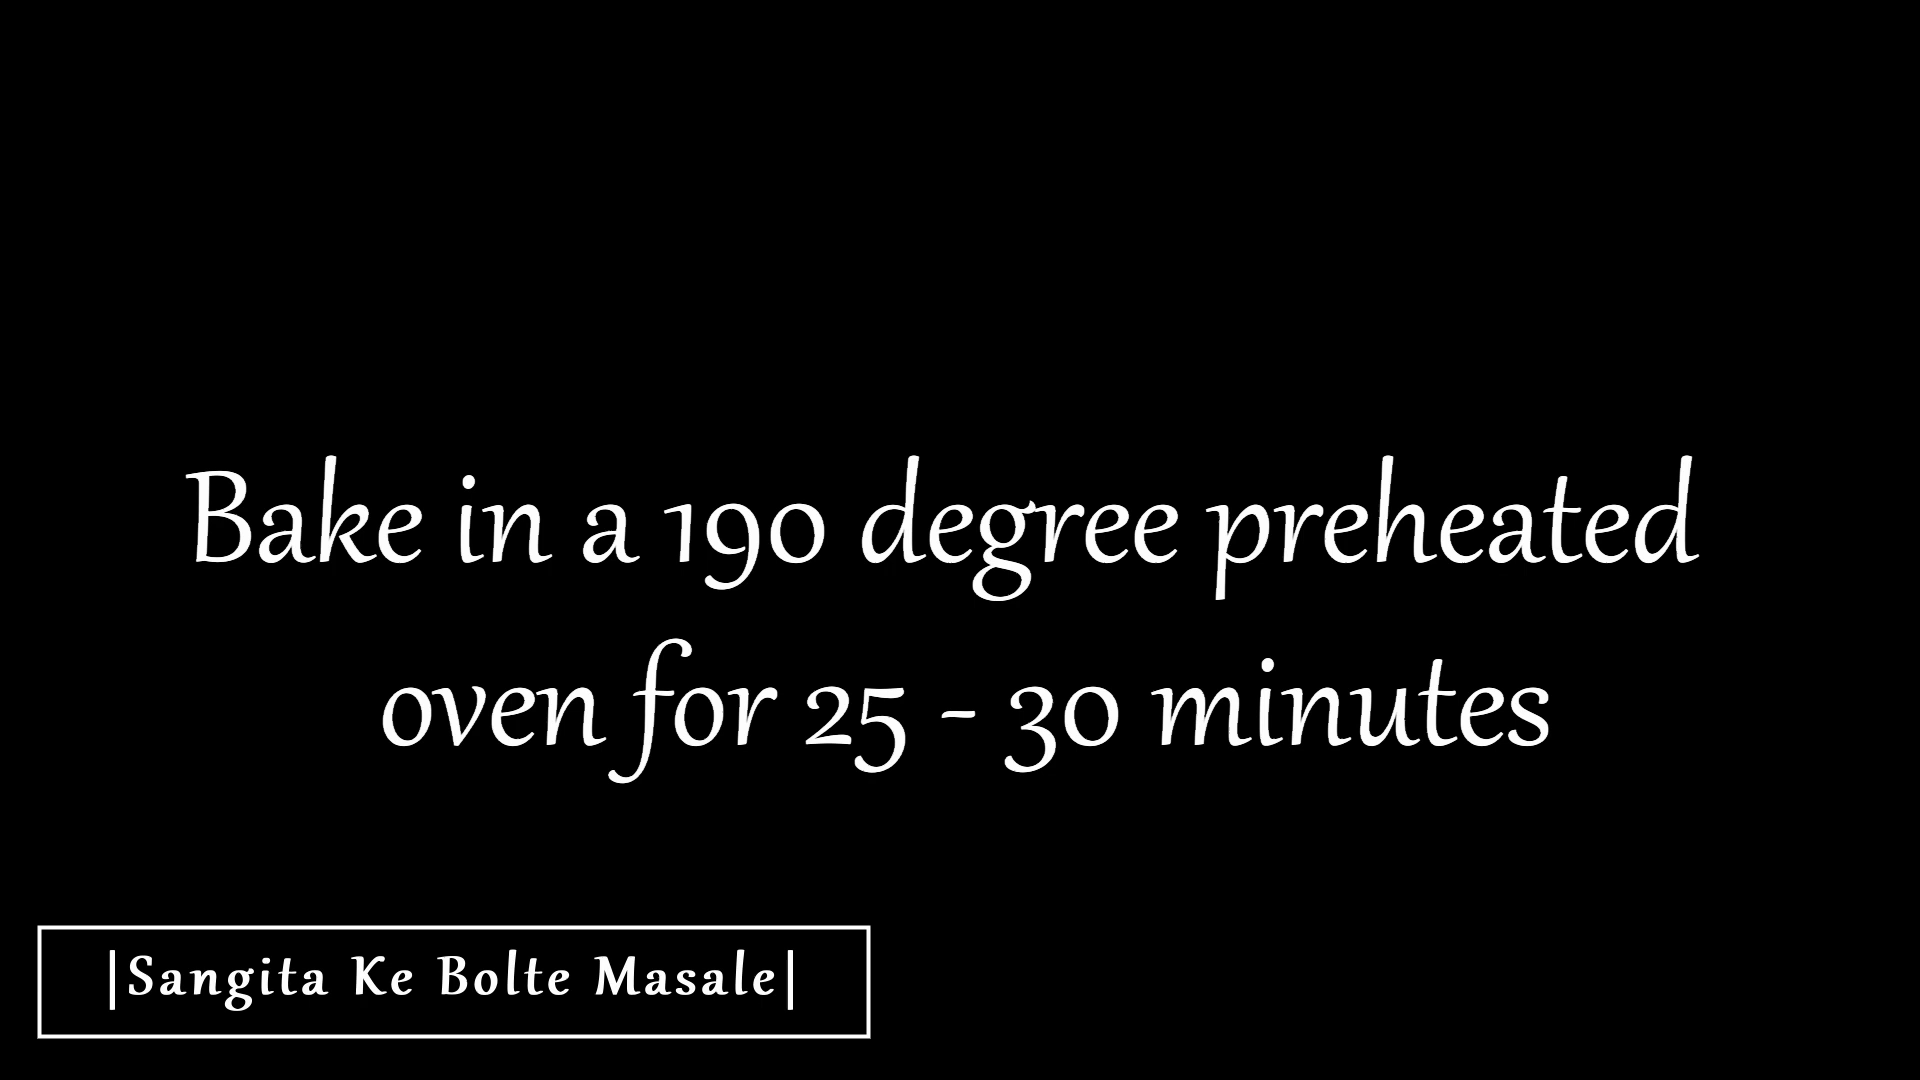 Bake in a 190 degree preheated
oven for 25 - 30 minutes
|Sangita Ke Bolte Masale|